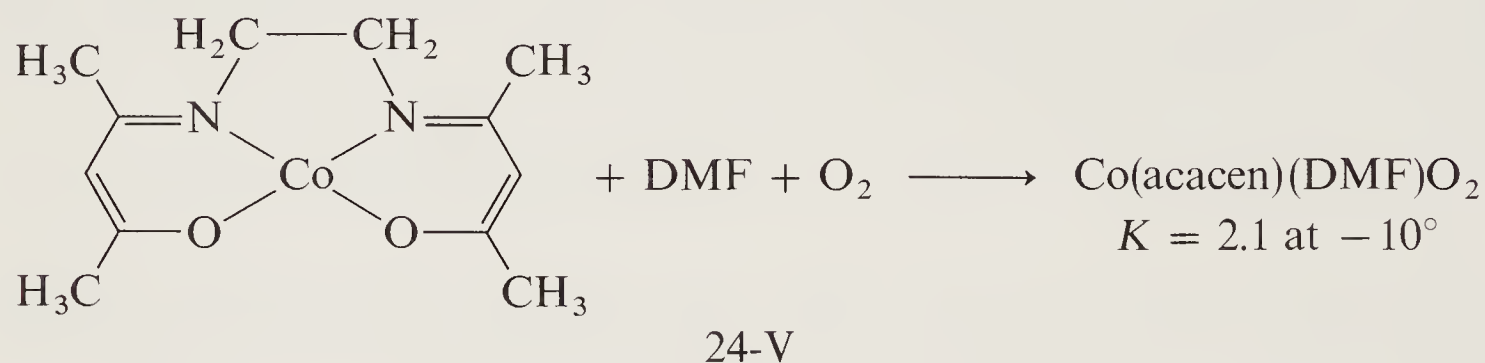 H₂C—CH₂
H₃C CH₃
N N
Co + DMF + O₂ ⟶ Co(acacen)(DMF)O₂
K = 2.1 at −10°
O O
H₃C CH₃
24-V